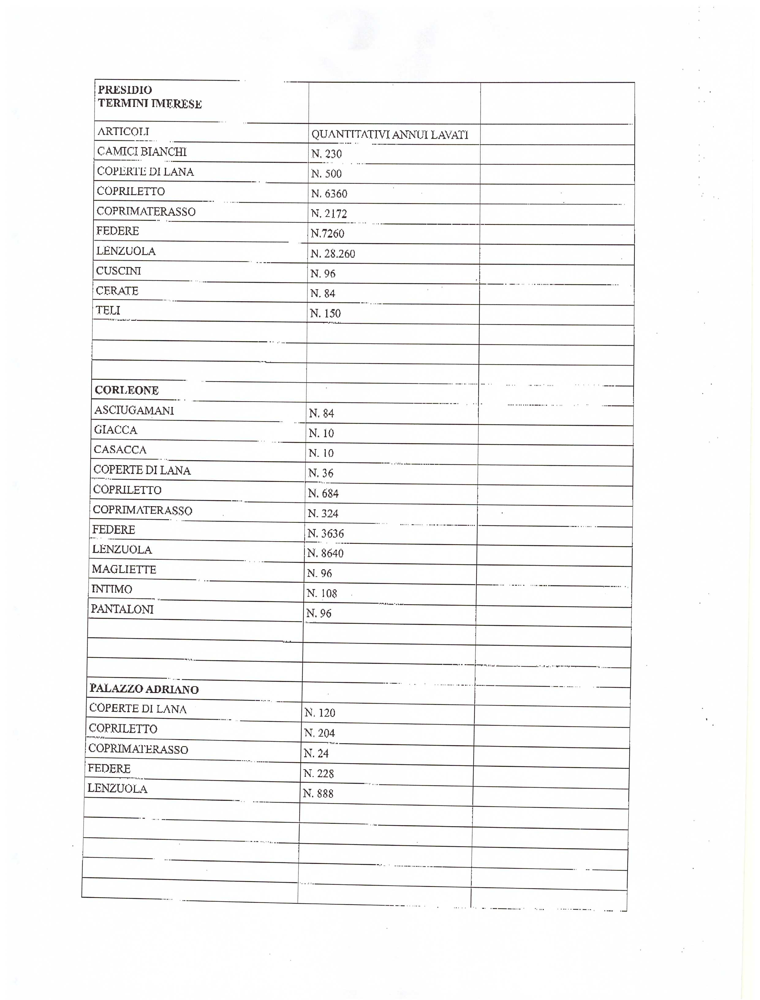 PRESIDIO
TERMINI IMERESE
ARTICOLI QUANTITATIVI ANNUI LAVATI
CAMICI BIANCHI N. 230
COPERTE DI LANA N. 500
COPRILETTO N. 6360
COPRIMATERASSO N. 2172
FEDERE N.7260
LENZUOLA N. 28.260
CUSCINI N. 96
CERATE N. 84
TELI N. 150
CORLEONE
ASCIUGAMANI N. 84
GIACCA N. 10
CASACCA N. 10
COPERTE DI LANA N. 36
COPRILETTO N. 684
COPRIMATERASSO N. 324
FEDERE N. 3636
LENZUOLA N. 8640
MAGLIETTE N. 96
INTIMO N. 108
PANTALONI N. 96
PALAZZO ADRIANO
COPERTE DI LANA N. 120
COPRILETTO N. 204
COPRIMATERASSO N. 24
FEDERE N. 228
LENZUOLA N. 888